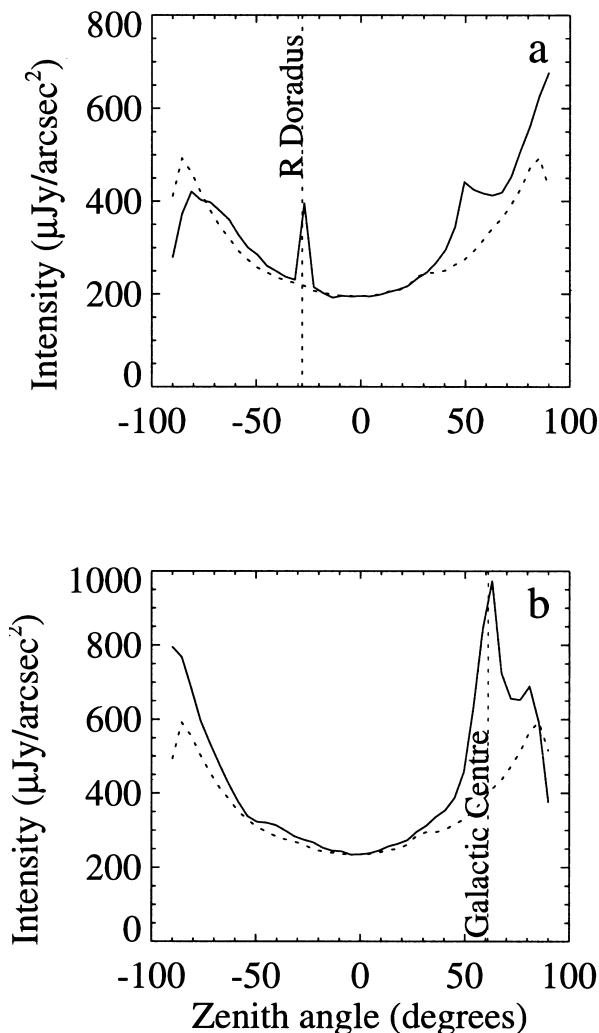 800
600
400
200
0
Intensity (μJy/arcsec²)
R Doradus
a
-100 -50 0 50 100
1000
800
600
400
200
0
Intensity (μJy/arcsec²)
Galactic Centre
b
-100 -50 0 50 100
Zenith angle (degrees)